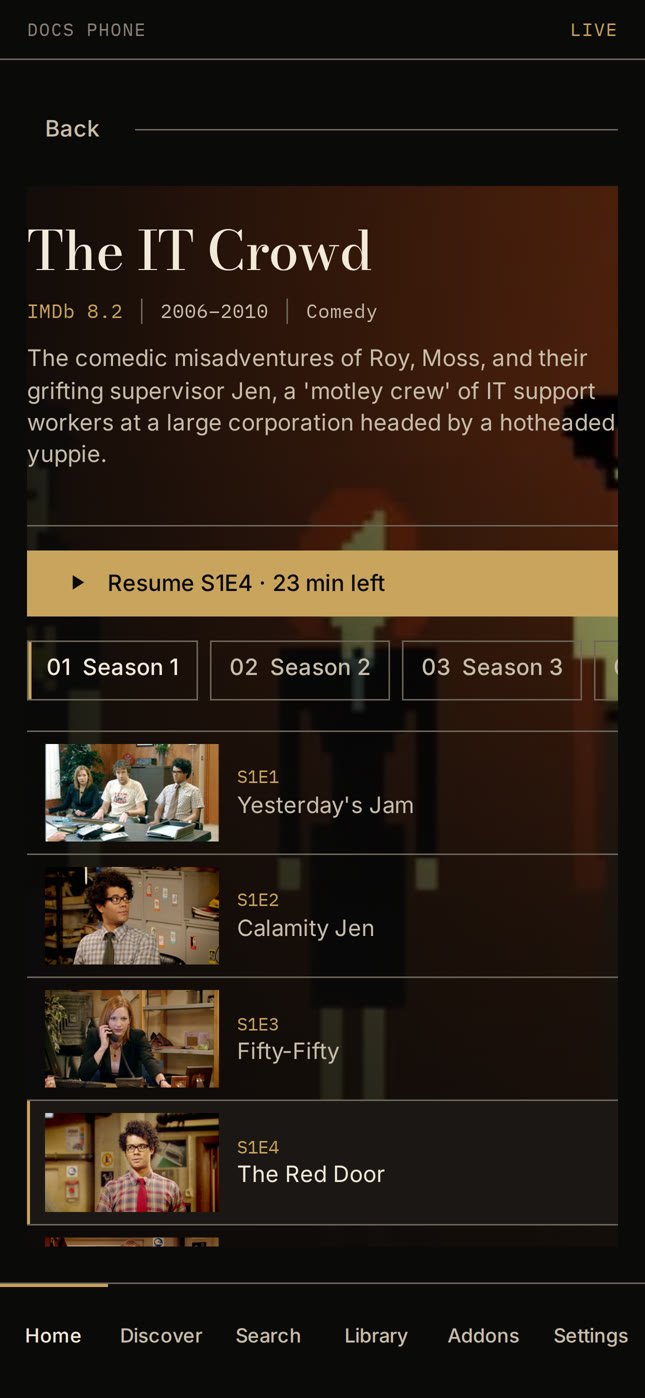 DOCS PHONE
LIVE
Back
The IT Crowd
IMDb 8.2 | 2006–2010 | Comedy
The comedic misadventures of Roy, Moss, and their
grifting supervisor Jen, a 'motley crew' of IT support
workers at a large corporation headed by a hotheaded
yuppie.
Resume S1E4 · 23 min left
01 Season 1
02 Season 2
03 Season 3
S1E1
Yesterday's Jam
S1E2
Calamity Jen
S1E3
Fifty-Fifty
S1E4
The Red Door
Home
Discover
Search
Library
Addons
Settings